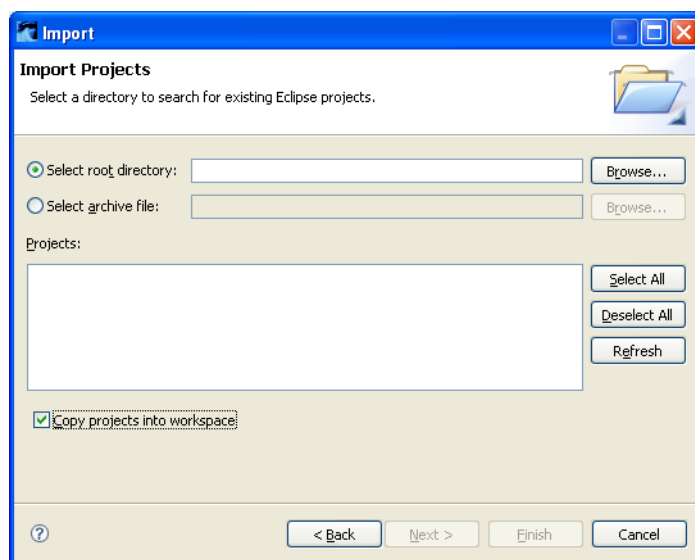 Import
Import Projects
Select a directory to search for existing Eclipse projects.
Select root directory:
Browse...
Select archive file:
Browse...
Projects:
Select All
Deselect All
Refresh
Copy projects into workspace
?
< Back
Next >
Finish
Cancel